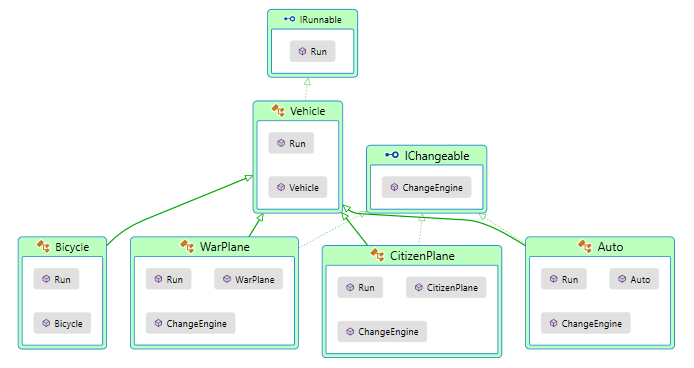 IRunnable
Run
Vehicle
Run
Vehicle
IChangeable
ChangeEngine
Bicycle
Run
Bicycle
WarPlane
Run WarPlane
ChangeEngine
CitizenPlane
Run CitizenPlane
ChangeEngine
Auto
Run Auto
ChangeEngine